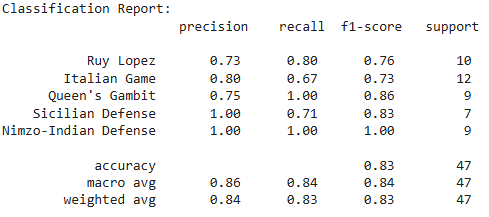 Classification Report:
precision recall f1-score support
Ruy Lopez 0.73 0.80 0.76 10
Italian Game 0.80 0.67 0.73 12
Queen's Gambit 0.75 1.00 0.86 9
Sicilian Defense 1.00 0.71 0.83 7
Nimzo-Indian Defense 1.00 1.00 1.00 9
accuracy 0.83 47
macro avg 0.86 0.84 0.84 47
weighted avg 0.84 0.83 0.83 47